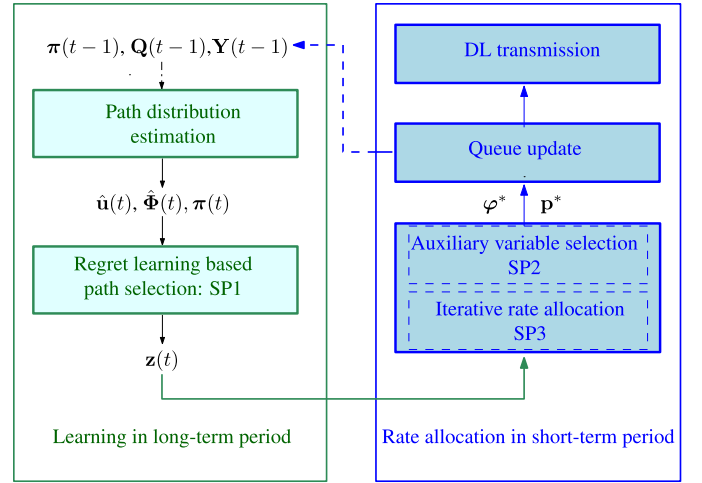 π(t−1), Q(t−1),Y(t−1)
Path distribution
estimation
û(t), Φ̂(t), π(t)
Regret learning based
path selection: SP1
z(t)
Learning in long-term period
DL transmission
Queue update
φ* p*
Auxiliary variable selection
SP2
Iterative rate allocation
SP3
Rate allocation in short-term period